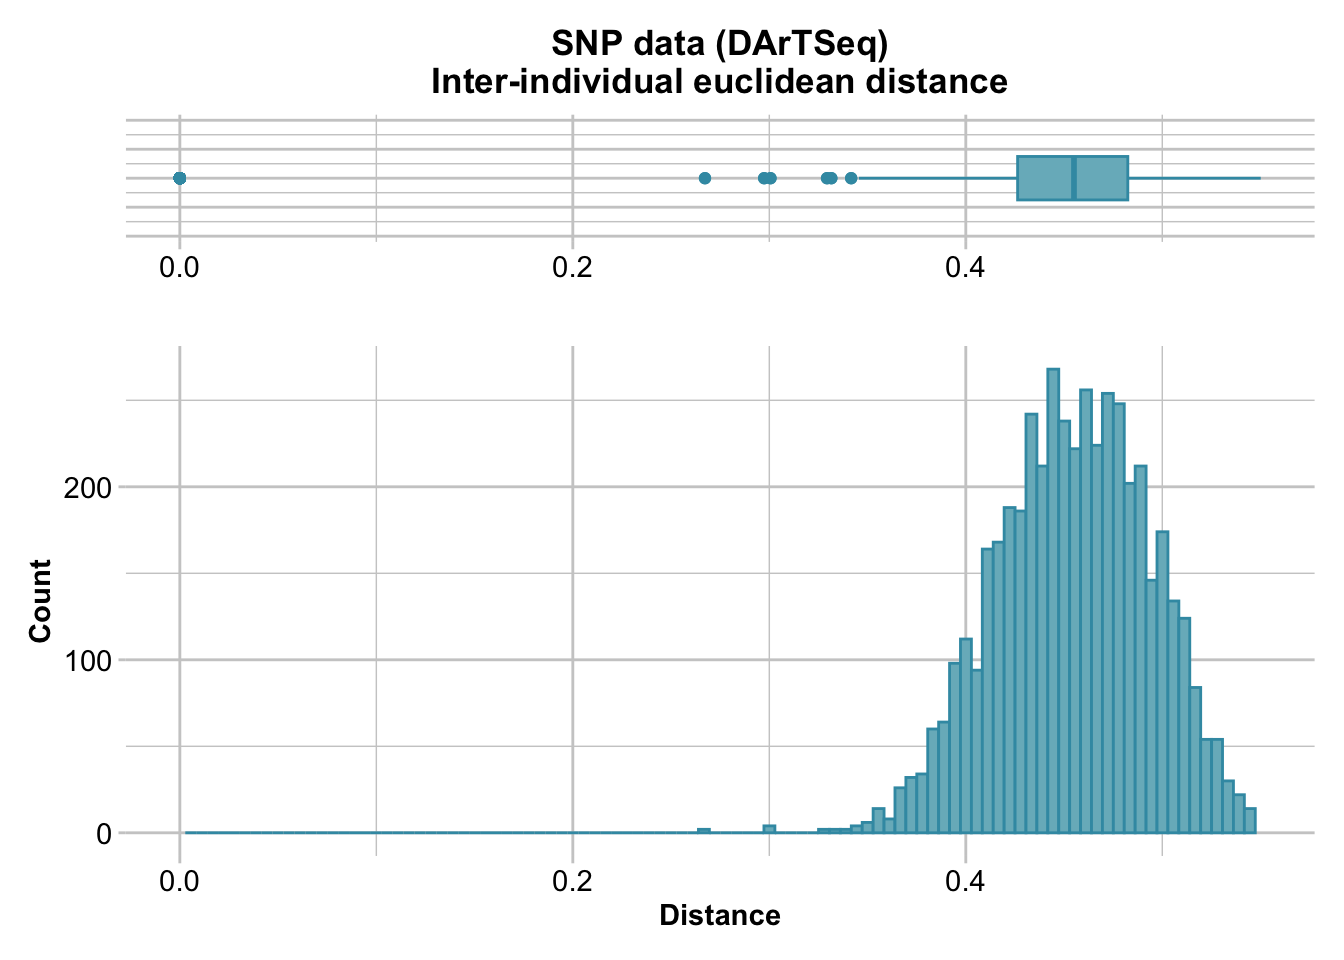 SNP data (DArTSeq)
Inter-individual euclidean distance
0.0 0.2 0.4
200
100
0
Count
0.0 0.2 0.4
Distance